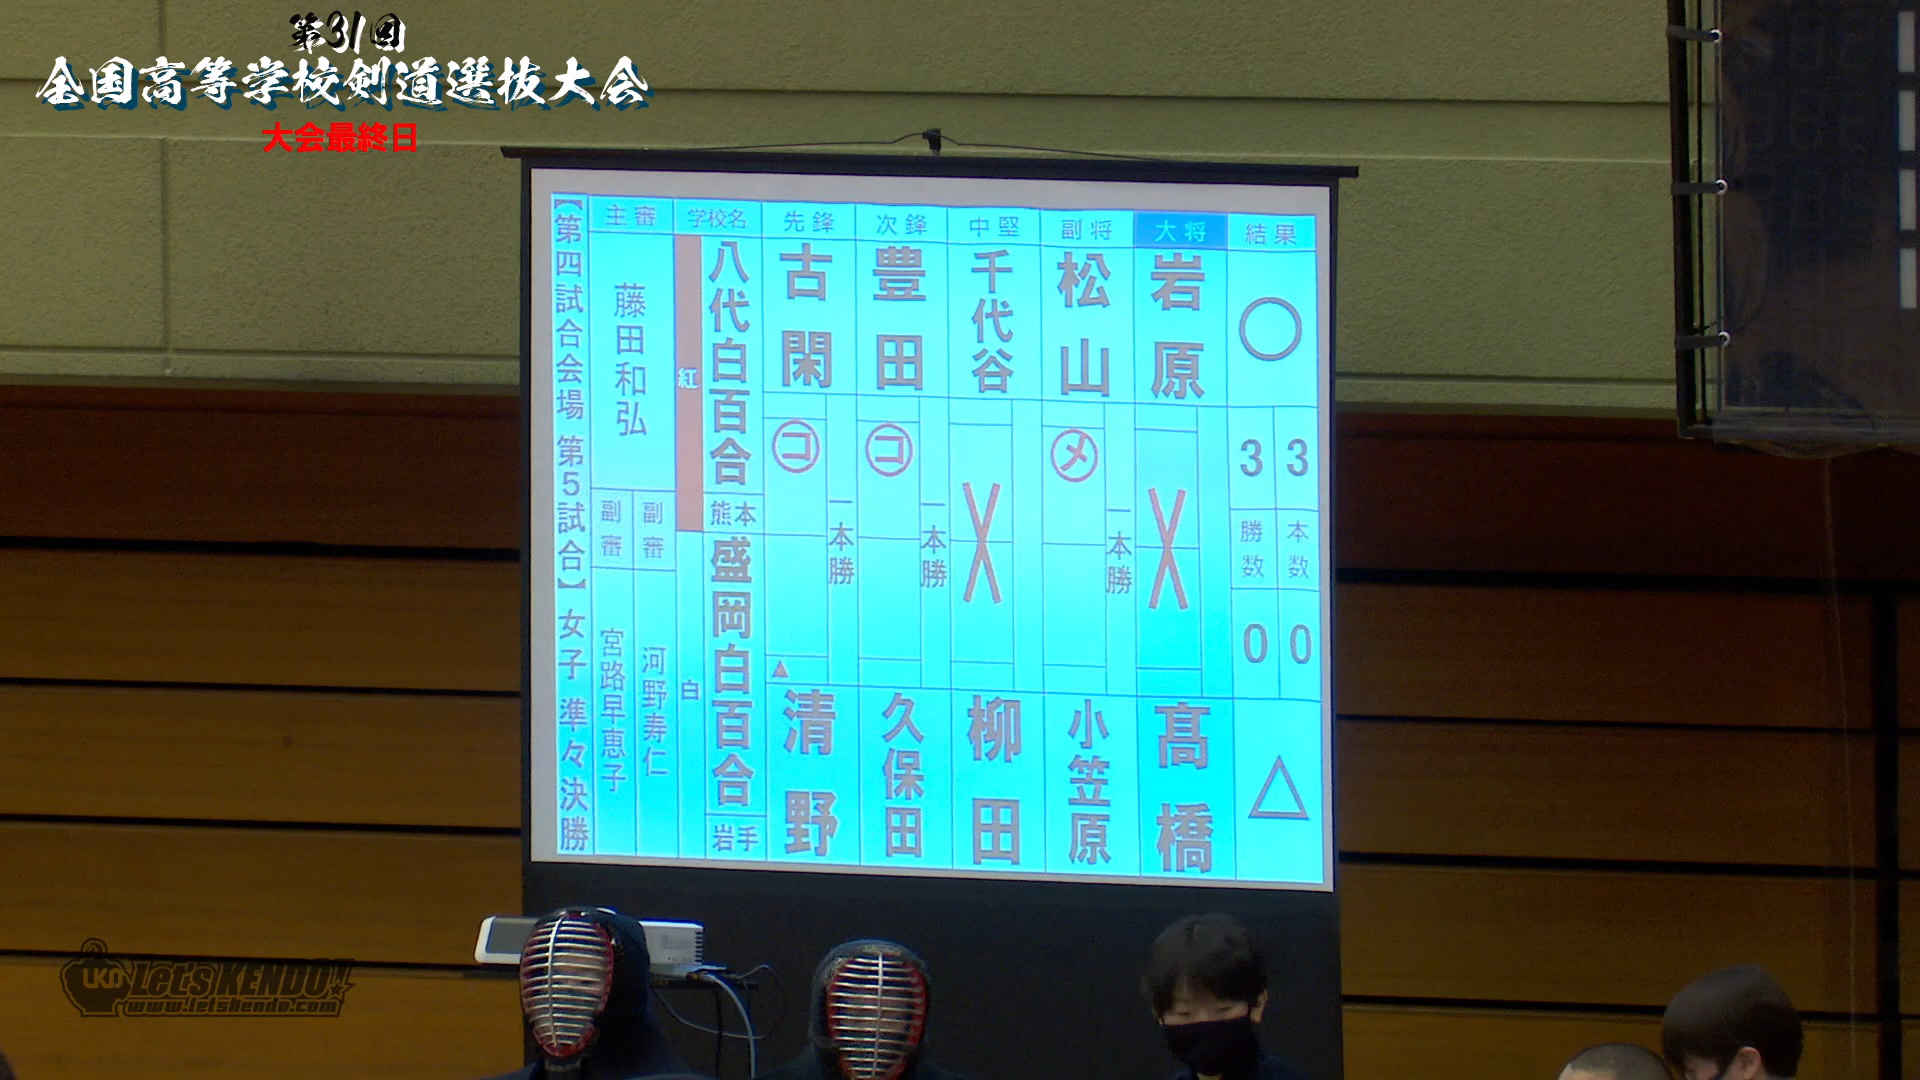 第31回
全国高等学校剣道選抜大会
大会最終日
【第四試合会場 第5試合】 女子 準々決勝
主審
藤田和弘
副審
副審
宮路早恵子
河野寿仁
学校名
紅
八代白百合
熊本
白
盛岡白百合
岩手
先鋒
古閑
コ
一本勝
▲
清野
次鋒
豊田
コ
一本勝
久保田
中堅
千代谷
柳田
副将
松山
メ
一本勝
小笠原
大将
岩原
髙橋
結果
○
3 3
勝数 本数
0 0
△
LKD LET'S KENDO!
www.letskendo.com